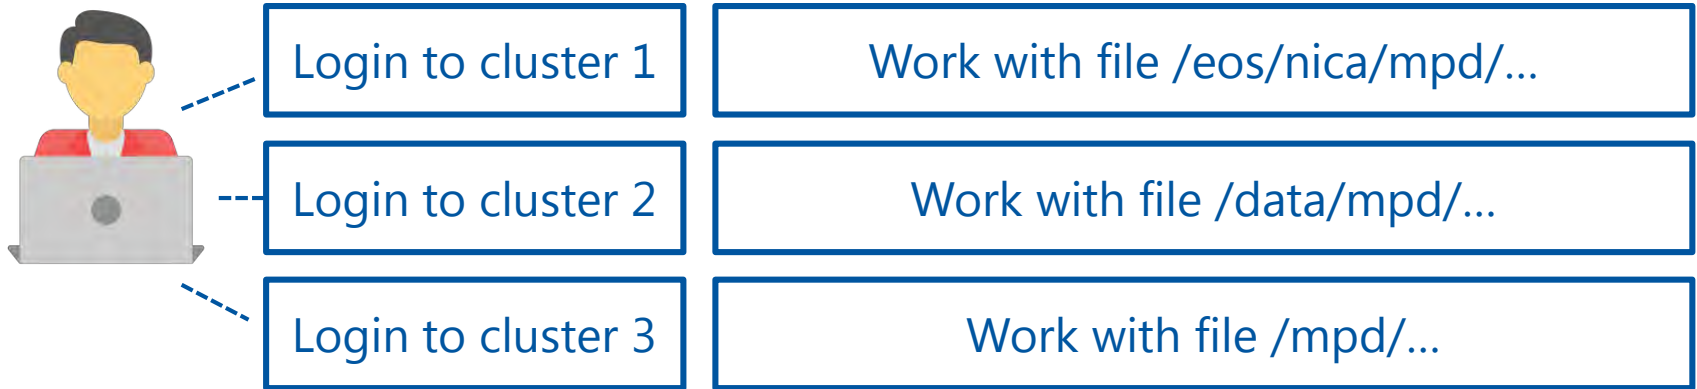 Login to cluster 1
Work with file /eos/nica/mpd/...
Login to cluster 2
Work with file /data/mpd/...
Login to cluster 3
Work with file /mpd/...